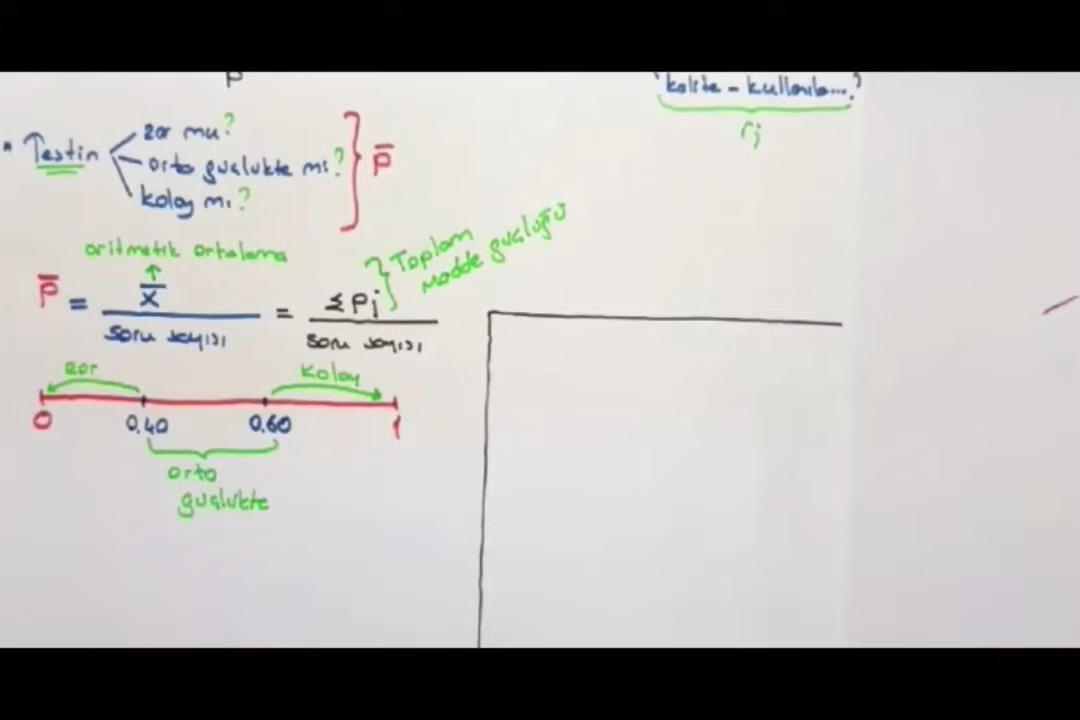 P
"kalite - kullanıla...?
rj
* Testin
zor mu?
orta güçlükte mi?
kolay mı?
P̅
aritmetik ortalama
P̅ = X̅ / soru sayısı = ΣPj / soru sayısı
Toplam
madde güçlüğü
zor
kolay
0 0,40 0,60 1
orta
güçlükte